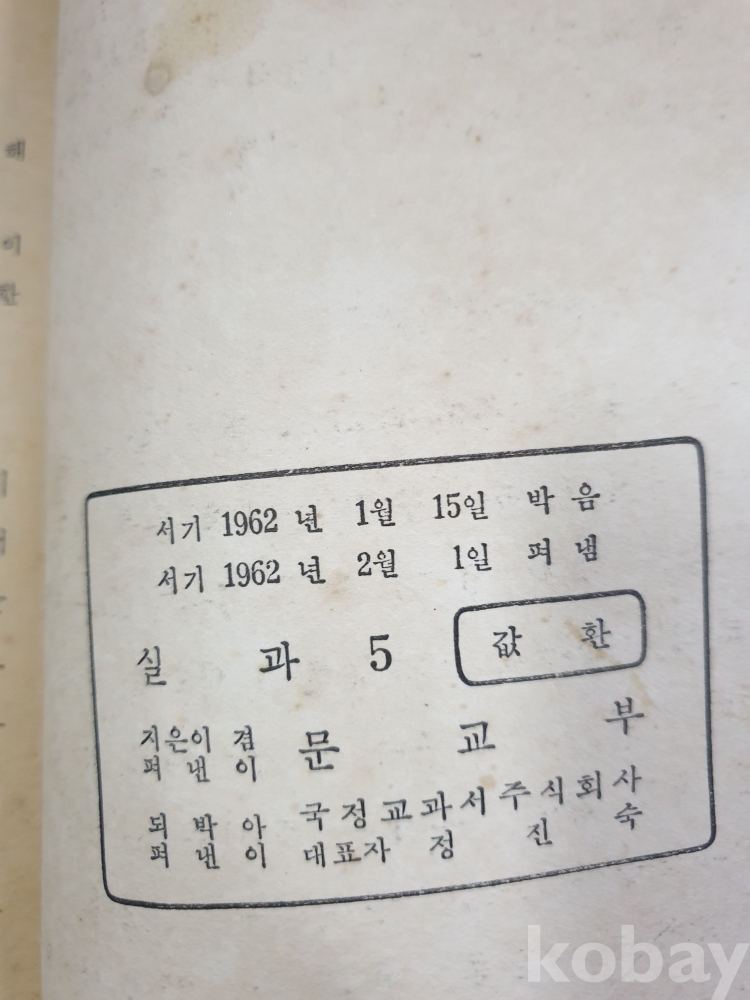 해
이
한
서기 1962 년 1월 15일 박 음
서기 1962 년 2월 1일 펴 냄
실 과 5
값 환
지은이 겸
펴 낸 이
문 교 부
되 박 아
펴 낸 이
국정교과서주식회사
대표자 정 진 숙
kobay